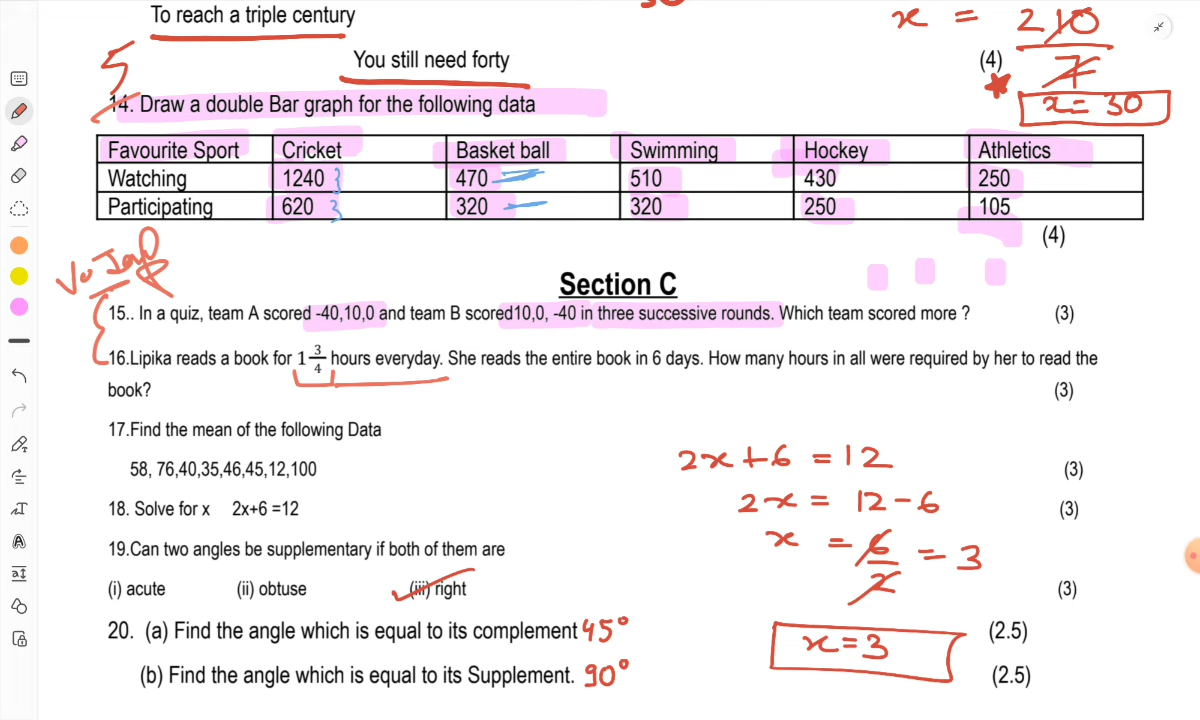 To reach a triple century
x = 210
7
You still need forty
(4)
x = 30
5
14. Draw a double Bar graph for the following data
Favourite Sport Cricket Basket ball Swimming Hockey Athletics
Watching 1240 470 510 430 250
Participating 620 320 320 250 105
(4)
Section C
15.. In a quiz, team A scored -40,10,0 and team B scored10,0, -40 in three successive rounds. Which team scored more ? (3)
16.Lipika reads a book for 1 3/4 hours everyday. She reads the entire book in 6 days. How many hours in all were required by her to read the
book? (3)
17.Find the mean of the following Data
58, 76,40,35,46,45,12,100 (3)
2x+6 = 12
18. Solve for x 2x+6 =12 (3)
2x = 12-6
x = 6/2 = 3
19.Can two angles be supplementary if both of them are
(i) acute (ii) obtuse (iii) right (3)
20. (a) Find the angle which is equal to its complement 45° (2.5)
x=3
(b) Find the angle which is equal to its Supplement. 90° (2.5)